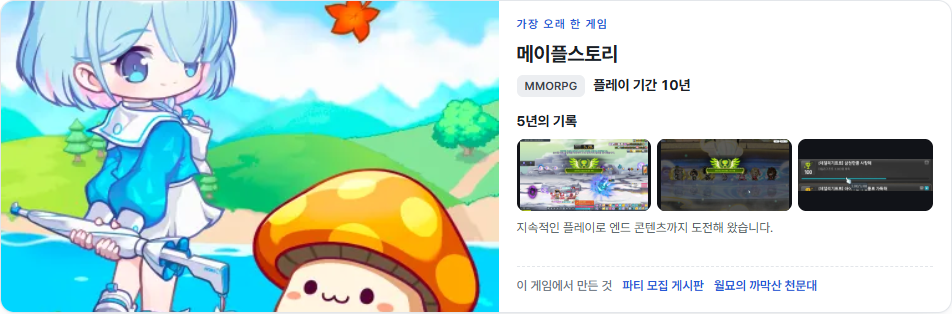 가장 오래 한 게임
메이플스토리
MMORPG 플레이 기간 10년
5년의 기록
100
지속적인 플레이로 엔드 콘텐츠까지 도전해 왔습니다.
이 게임에서 만든 것 파티 모집 게시판 월묘의 까막산 천문대